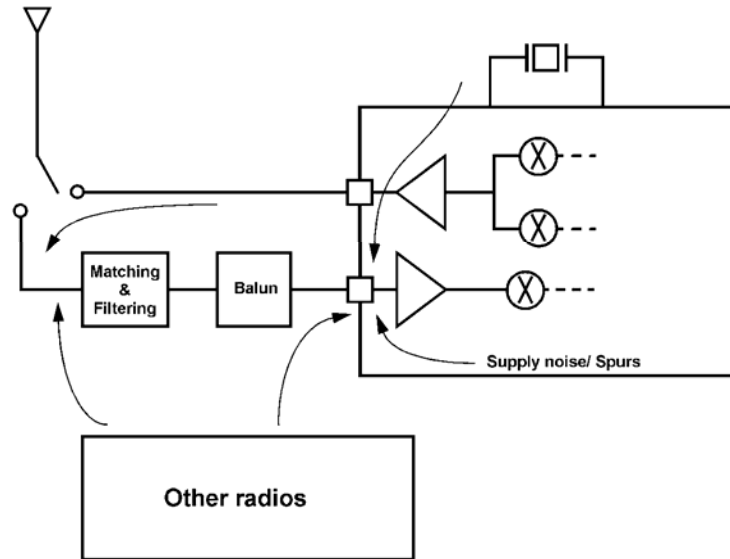 Matching
&
Filtering
Balun
Supply noise/ Spurs
Other radios